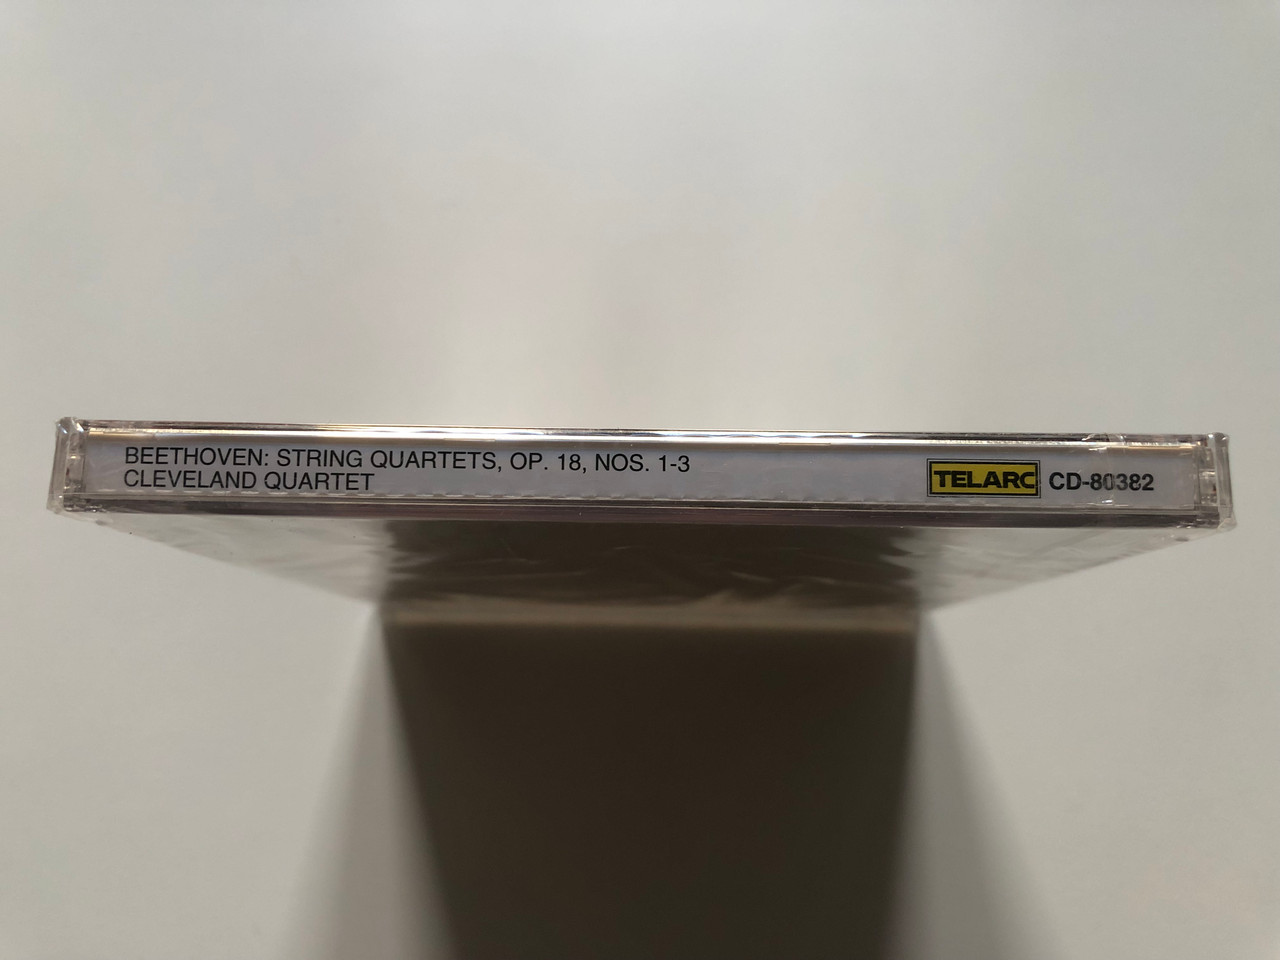 BEETHOVEN: STRING QUARTETS, OP. 18, NOS. 1-3
CLEVELAND QUARTET
TELARC CD-80382